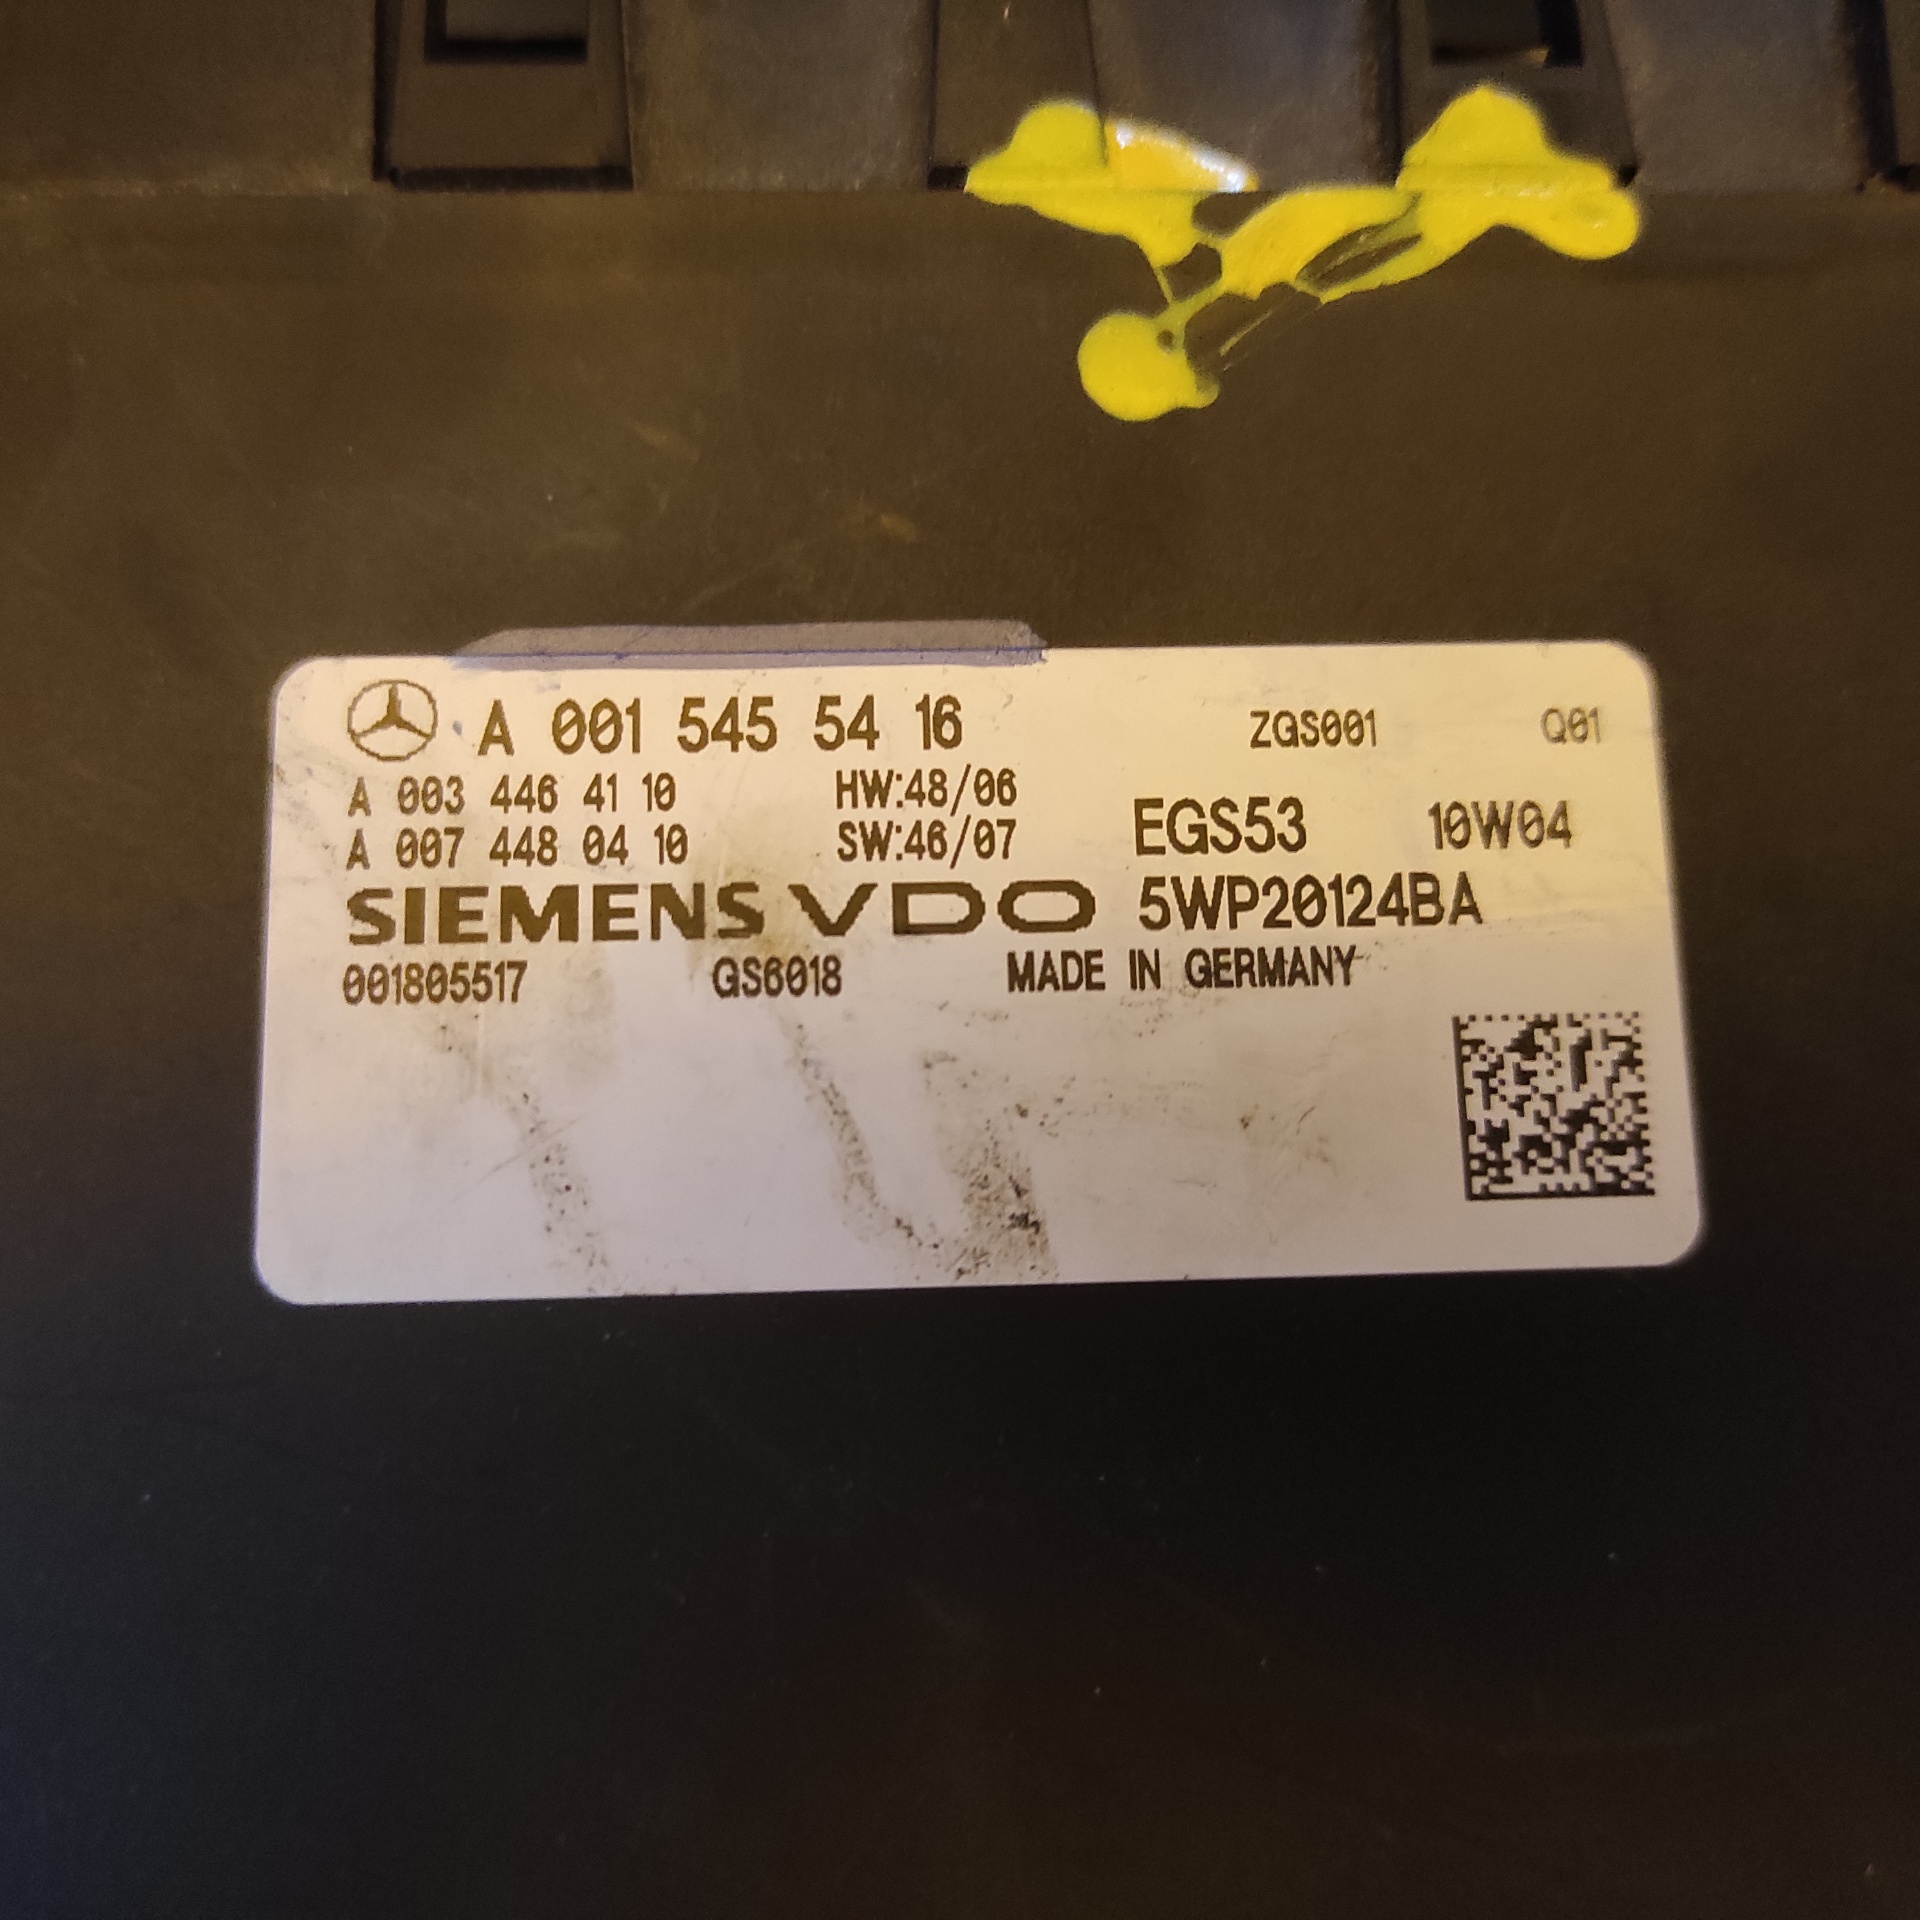 A 001 545 54 16 ZGS001 Q01
A 003 446 41 10 HW:48/06
A 007 448 04 10 SW:46/07 EGS53 10W04
SIEMENS VDO 5WP20124BA
001805517 GS6018 MADE IN GERMANY